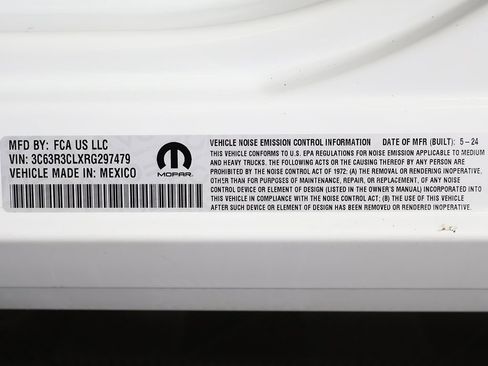 MFD BY: FCA US LLC
VIN: 3C63R3CLXRG297479
VEHICLE MADE IN: MEXICO
MOPAR
VEHICLE NOISE EMISSION CONTROL INFORMATION DATE OF MFR (BUILT): 5-24
THIS VEHICLE CONFORMS TO U.S. EPA REGULATIONS FOR NOISE EMISSION APPLICABLE TO MEDIUM
AND HEAVY TRUCKS. THE FOLLOWING ACTS OR THE CAUSING THEREOF BY ANY PERSON ARE
PROHIBITED BY THE NOISE CONTROL ACT OF 1972: (A) THE REMOVAL OR RENDERING INOPERATIVE,
OTHER THAN FOR PURPOSES OF MAINTENANCE, REPAIR, OR REPLACEMENT, OF ANY NOISE
CONTROL DEVICE OR ELEMENT OF DESIGN (LISTED IN THE OWNER'S MANUAL) INCORPORATED INTO
THIS VEHICLE IN COMPLIANCE WITH THE NOISE CONTROL ACT; (B) THE USE OF THIS VEHICLE
AFTER SUCH DEVICE OR ELEMENT OF DESIGN HAS BEEN REMOVED OR RENDERED INOPERATIVE.